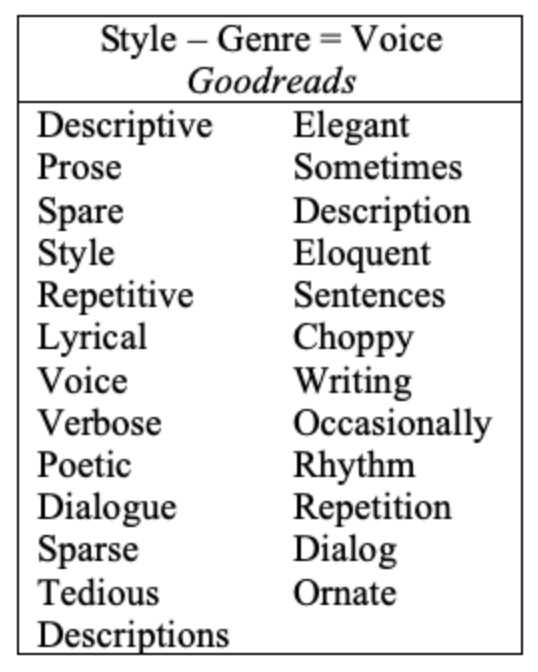 Style – Genre = Voice
Goodreads
Descriptive Elegant
Prose Sometimes
Spare Description
Style Eloquent
Repetitive Sentences
Lyrical Choppy
Voice Writing
Verbose Occasionally
Poetic Rhythm
Dialogue Repetition
Sparse Dialog
Tedious Ornate
Descriptions